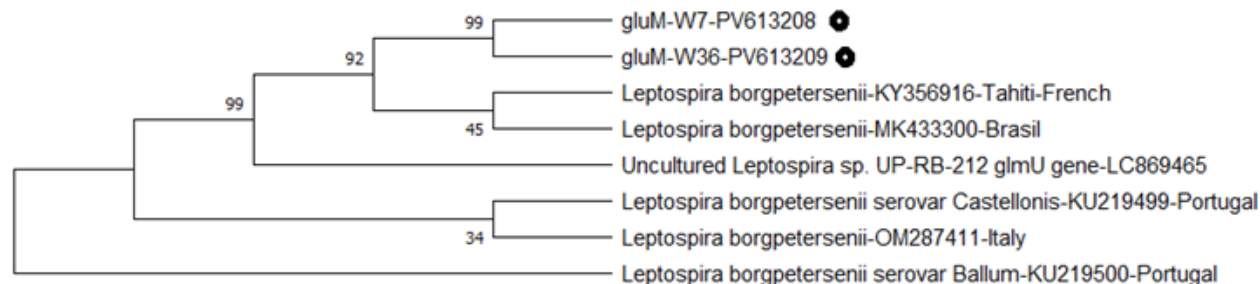 99
gluM-W7-PV613208
gluM-W36-PV613209
92
Leptospira borgpetersenii-KY356916-Tahiti-French
99
45
Leptospira borgpetersenii-MK433300-Brasil
Uncultured Leptospira sp. UP-RB-212 glmU gene-LC869465
Leptospira borgpetersenii serovar Castellonis-KU219499-Portugal
34
Leptospira borgpetersenii-OM287411-Italy
Leptospira borgpetersenii serovar Ballum-KU219500-Portugal